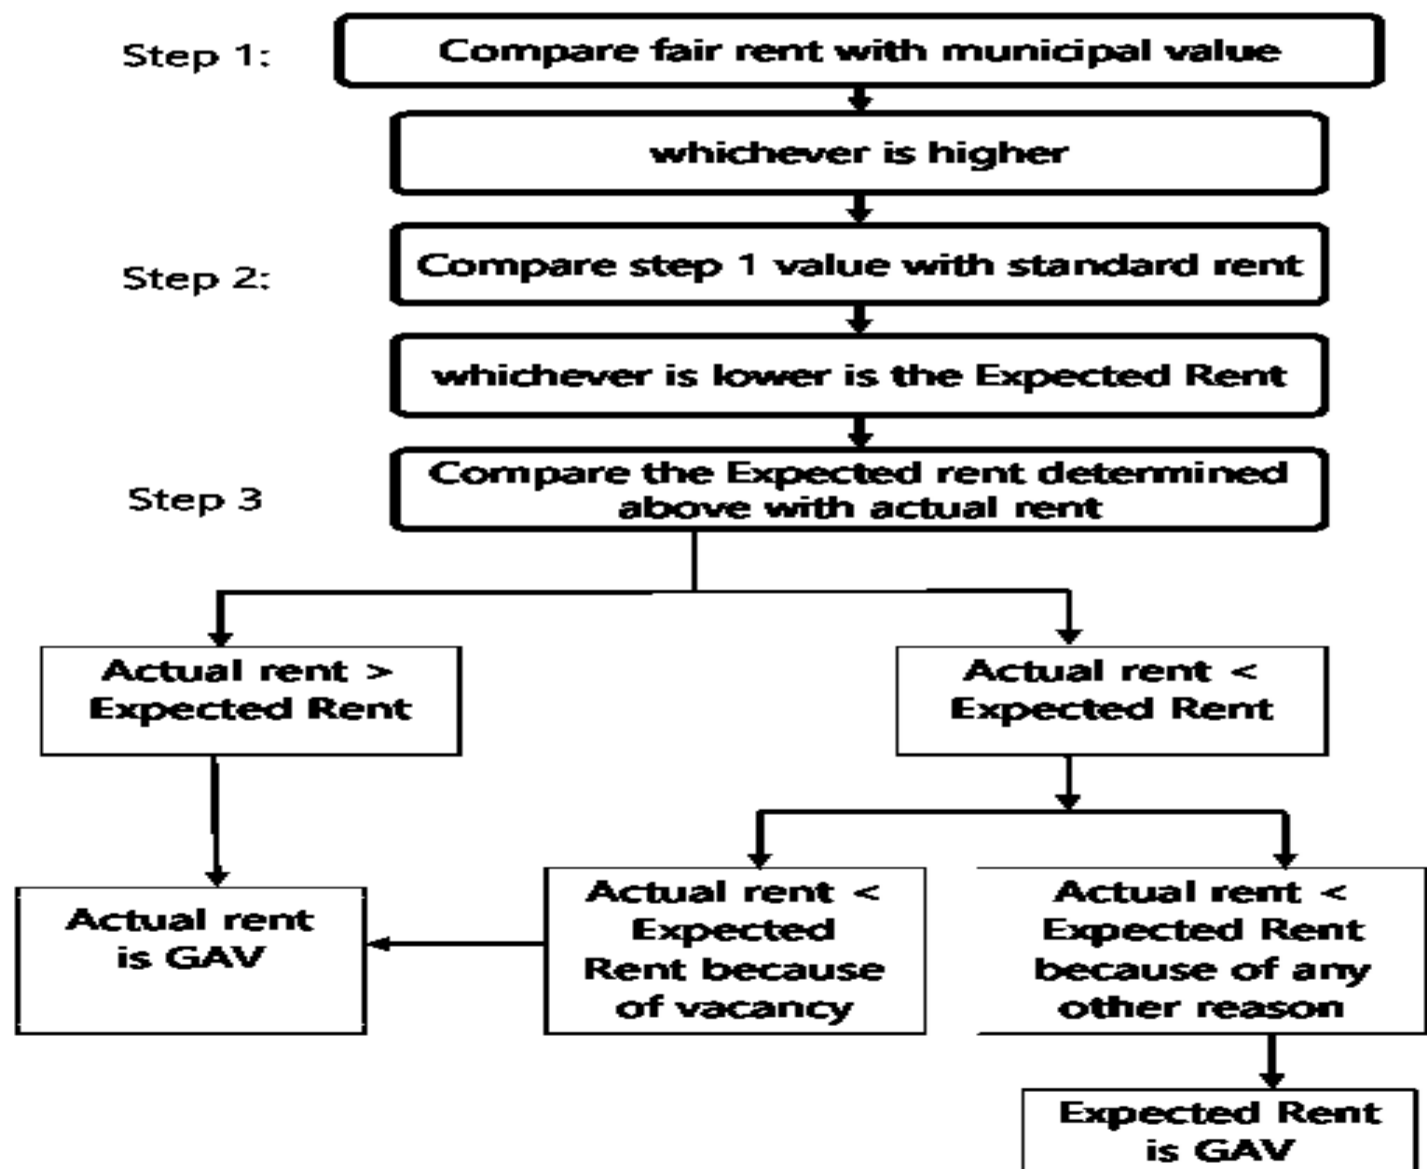 Step 1:
Compare fair rent with municipal value
whichever is higher
Step 2:
Compare step 1 value with standard rent
whichever is lower is the Expected Rent
Step 3
Compare the Expected rent determined
above with actual rent
Actual rent >
Expected Rent
Actual rent <
Expected Rent
Actual rent
is GAV
Actual rent <
Expected
Rent because
of vacancy
Actual rent <
Expected Rent
because of any
other reason
Expected Rent
is GAV